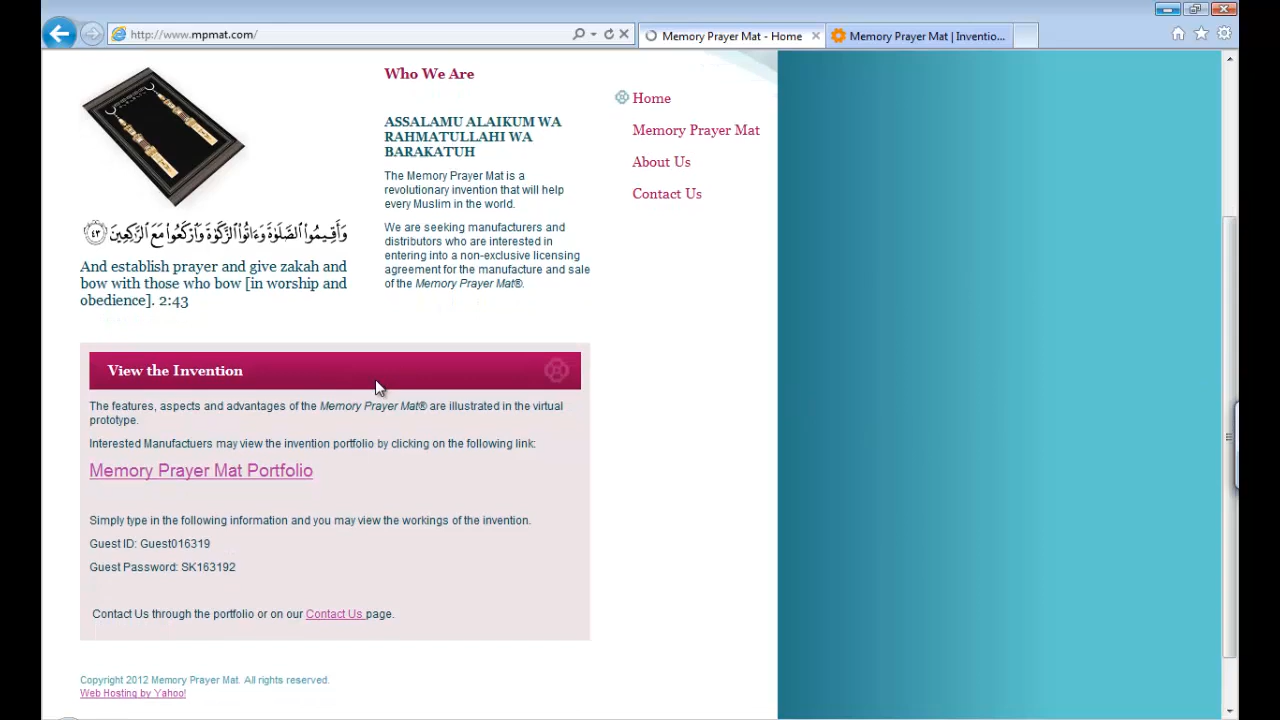 http://www.mpmat.com/
Memory Prayer Mat - Home
Memory Prayer Mat | Inventio...
Who We Are
ASSALAMU ALAIKUM WA
RAHMATULLAHI WA
BARAKATUH
The Memory Prayer Mat is a
revolutionary invention that will help
every Muslim in the world.
We are seeking manufacturers and
distributors who are interested in
entering into a non-exclusive licensing
agreement for the manufacture and sale
of the Memory Prayer Mat®.
Home
Memory Prayer Mat
About Us
Contact Us
وَأَقِيمُوا۟ ٱلصَّلَوٰةَ وَءَاتُوا۟ ٱلزَّكَوٰةَ وَٱرْكَعُوا۟ مَعَ ٱلرَّٰكِعِينَ ٤٣
And establish prayer and give zakah and
bow with those who bow [in worship and
obedience]. 2:43
View the Invention
The features, aspects and advantages of the Memory Prayer Mat® are illustrated in the virtual
prototype.
Interested Manufactuers may view the invention portfolio by clicking on the following link:
Memory Prayer Mat Portfolio
Simply type in the following information and you may view the workings of the invention.
Guest ID: Guest016319
Guest Password: SK163192
Contact Us through the portfolio or on our Contact Us page.
Copyright 2012 Memory Prayer Mat. All rights reserved.
Web Hosting by Yahoo!